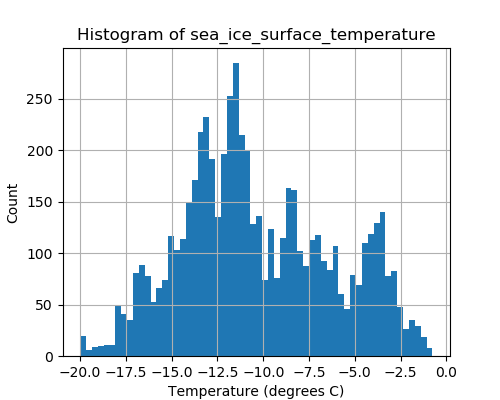 Histogram of sea_ice_surface_temperature
250
200
150
100
50
0
Count
−20.0 −17.5 −15.0 −12.5 −10.0 −7.5 −5.0 −2.5 0.0
Temperature (degrees C)